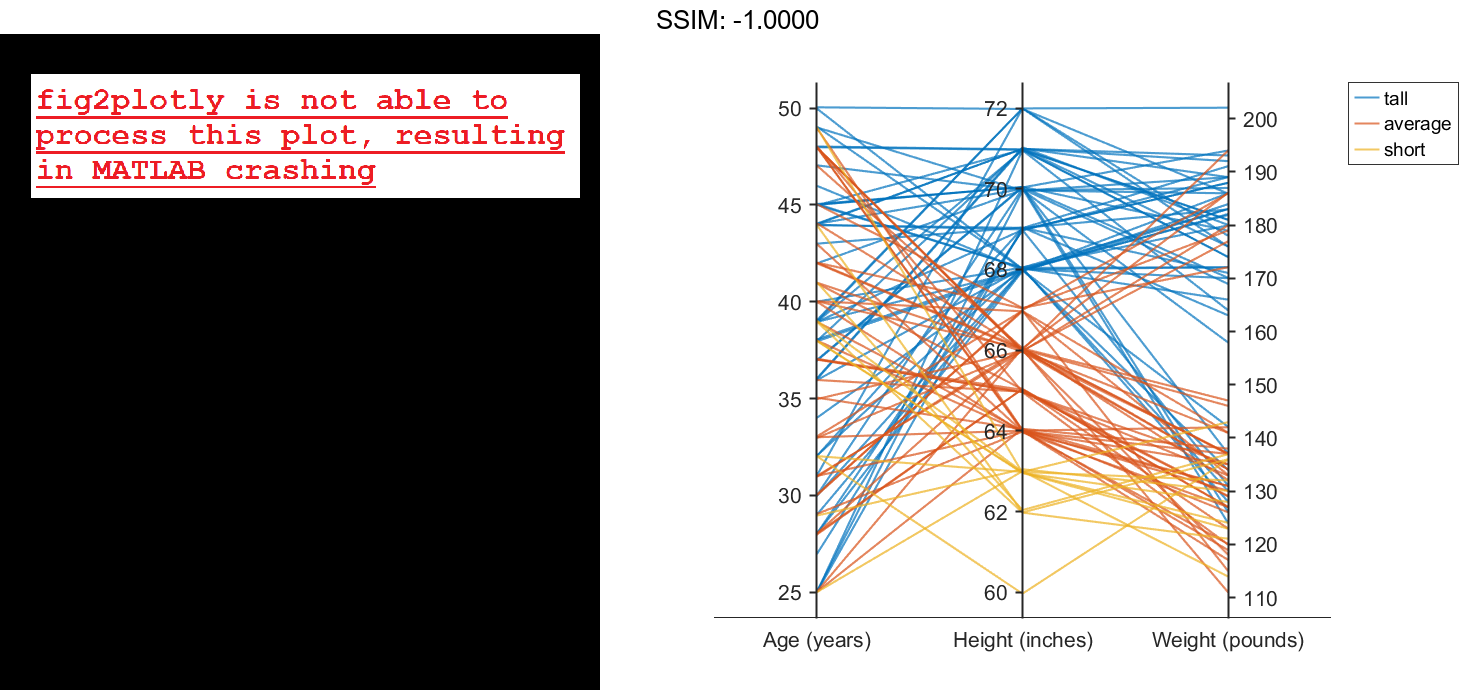 SSIM: -1.0000
fig2plotly is not able to
process this plot, resulting
in MATLAB crashing
50
45
40
35
30
25
72
70
68
66
64
62
60
200
190
180
170
160
150
140
130
120
110
Age (years)
Height (inches)
Weight (pounds)
tall
average
short